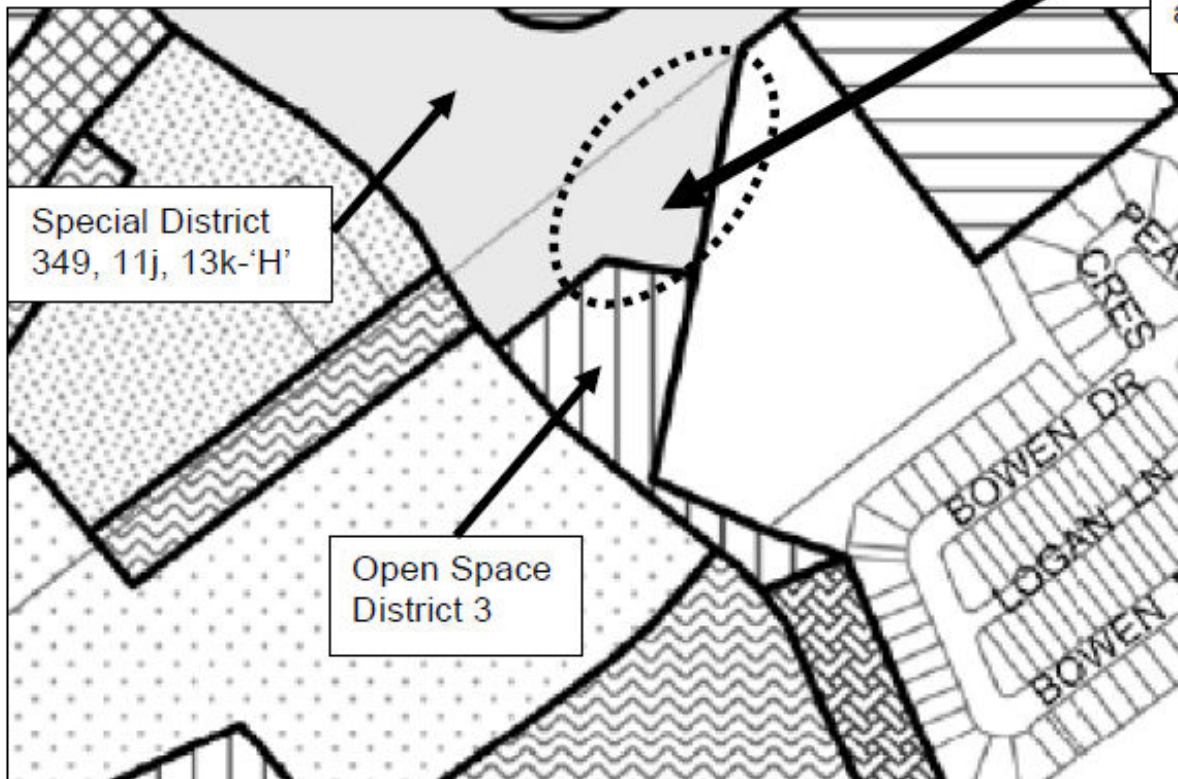 Special District
349, 11j, 13k-‘H’
Open Space
District 3
CRES
BOWEN DR
LOGAN LN
BOWEN